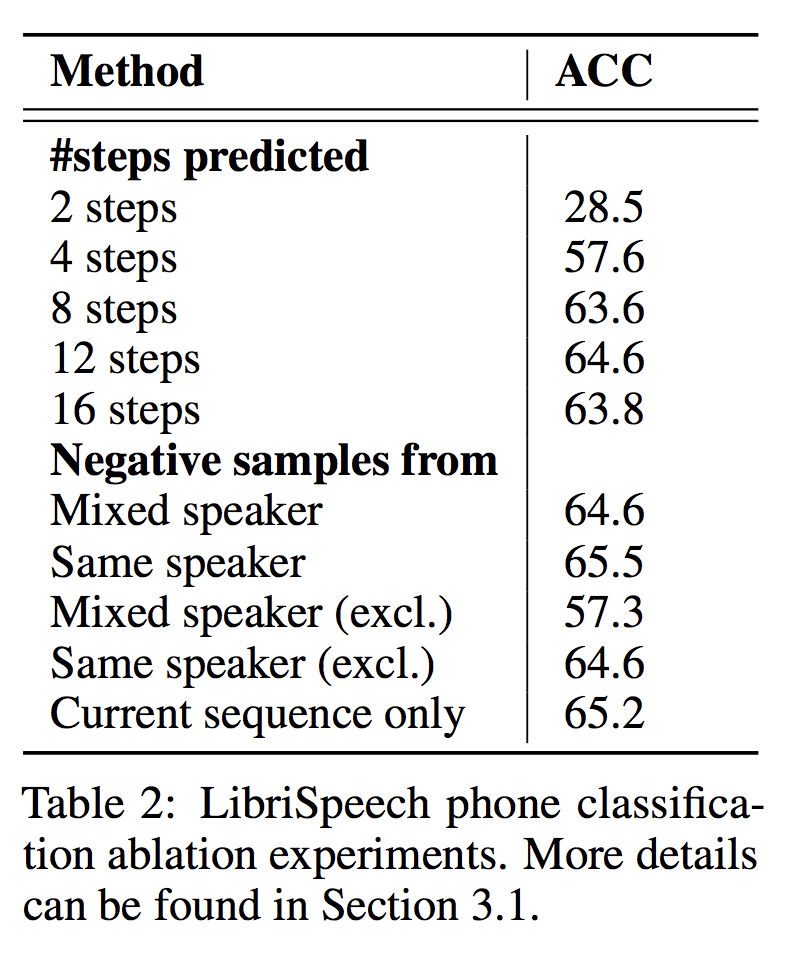 Method ACC
#steps predicted
2 steps 28.5
4 steps 57.6
8 steps 63.6
12 steps 64.6
16 steps 63.8
Negative samples from
Mixed speaker 64.6
Same speaker 65.5
Mixed speaker (excl.) 57.3
Same speaker (excl.) 64.6
Current sequence only 65.2
Table 2: LibriSpeech phone classifica-
tion ablation experiments. More details
can be found in Section 3.1.